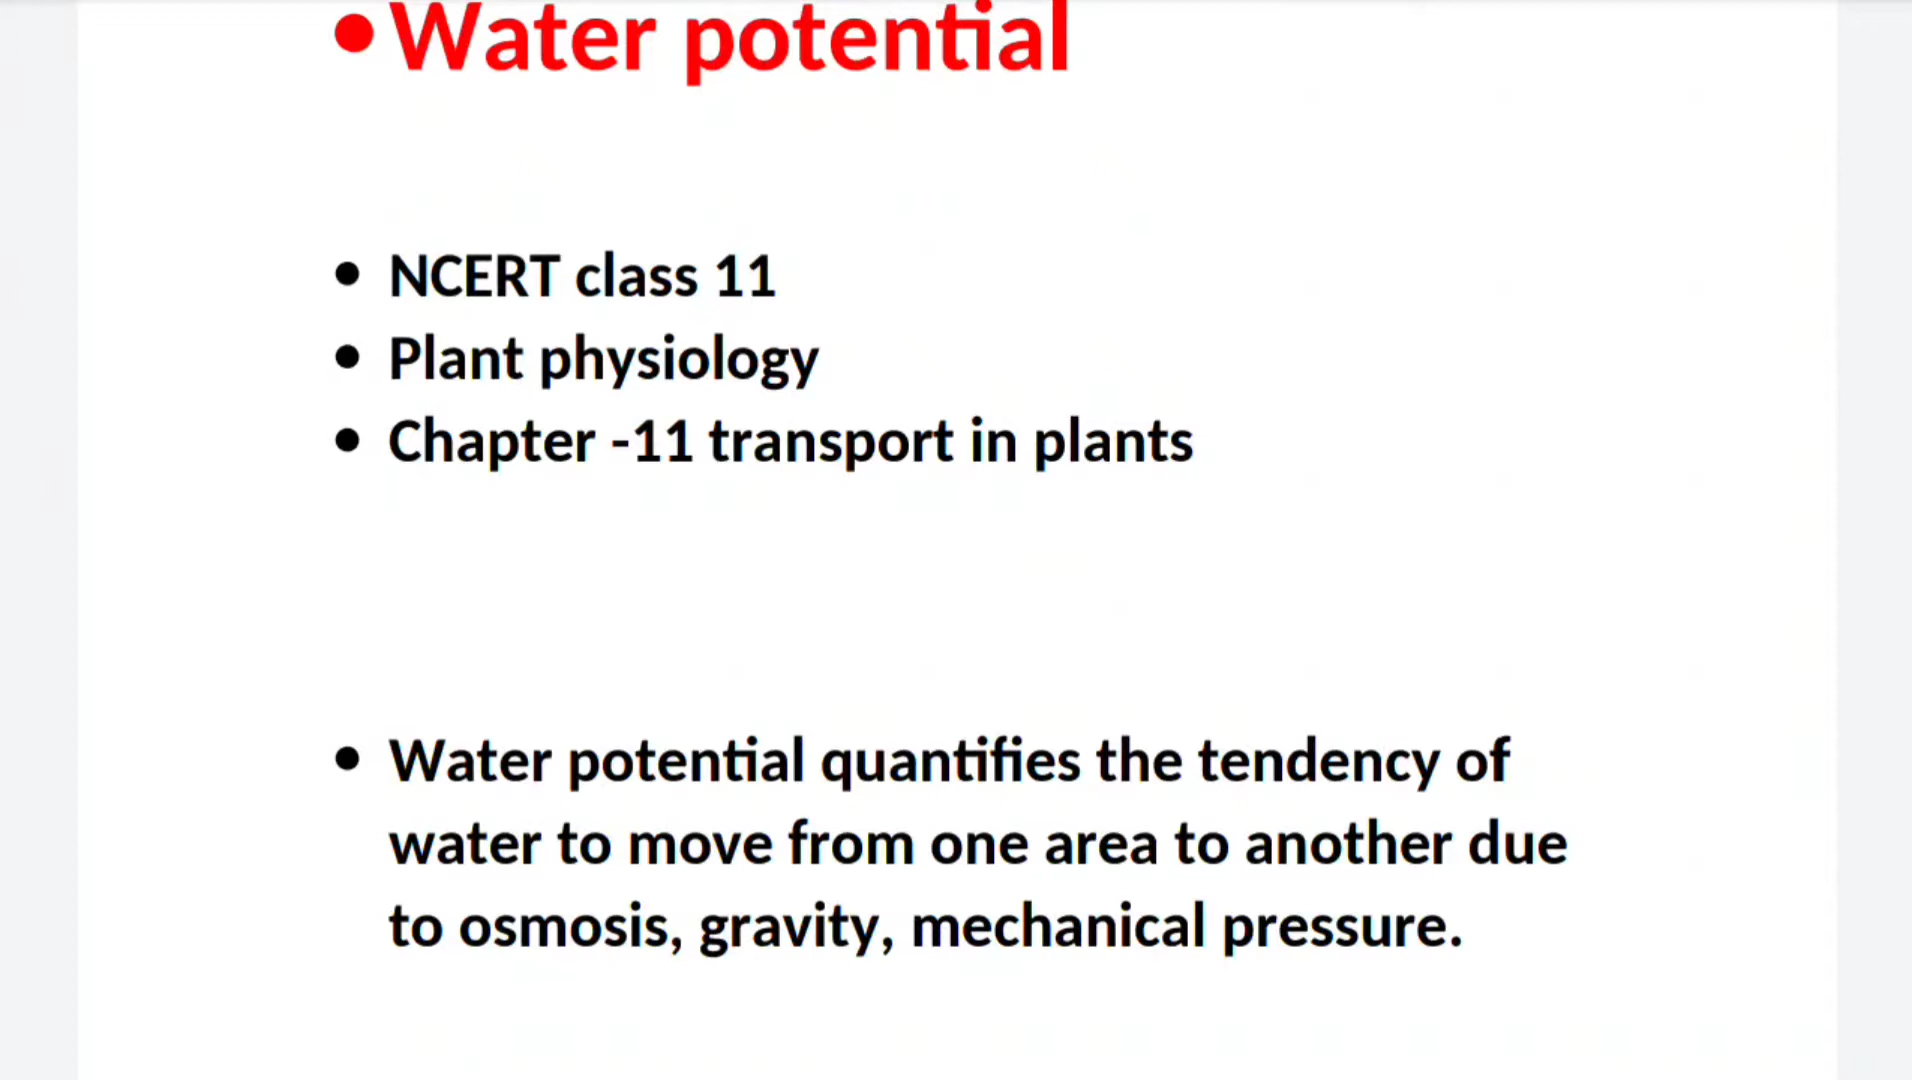 •Water potential
• NCERT class 11
• Plant physiology
• Chapter -11 transport in plants
• Water potential quantifies the tendency of
water to move from one area to another due
to osmosis, gravity, mechanical pressure.